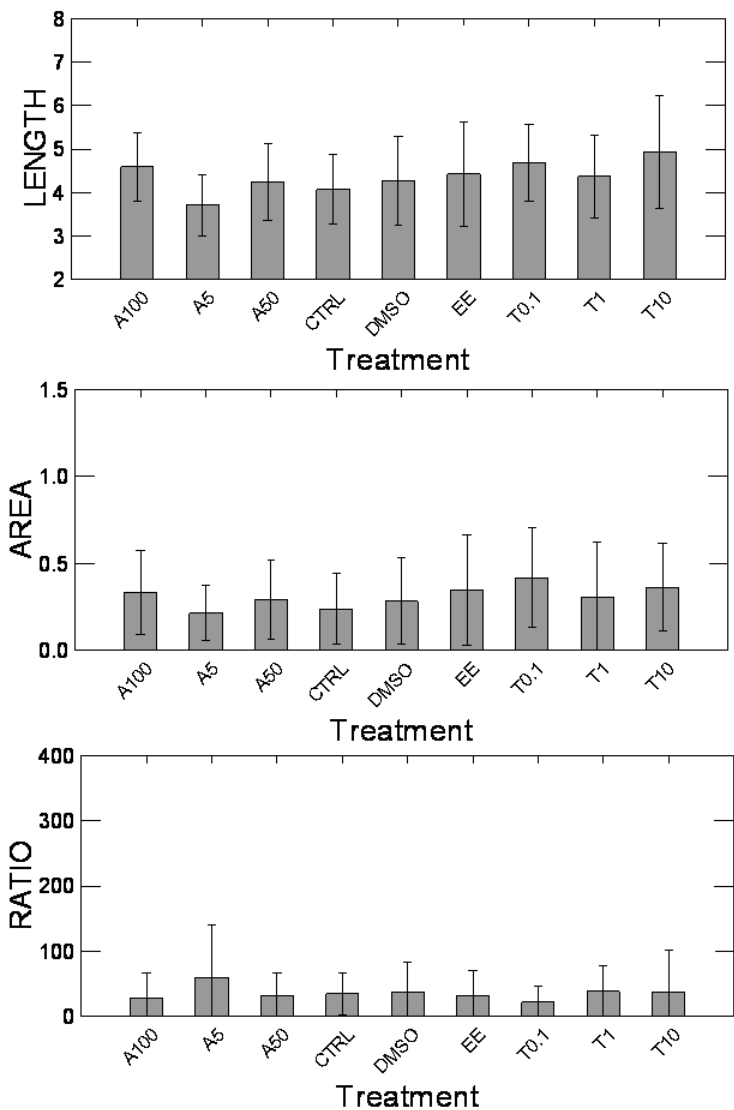 8
7
6
5
4
3
2
LENGTH
A100 A5 A50 CTRL DMSO EE T0.1 T1 T10
Treatment
1.5
1.0
0.5
0.0
AREA
A100 A5 A50 CTRL DMSO EE T0.1 T1 T10
Treatment
400
300
200
100
0
RATIO
A100 A5 A50 CTRL DMSO EE T0.1 T1 T10
Treatment